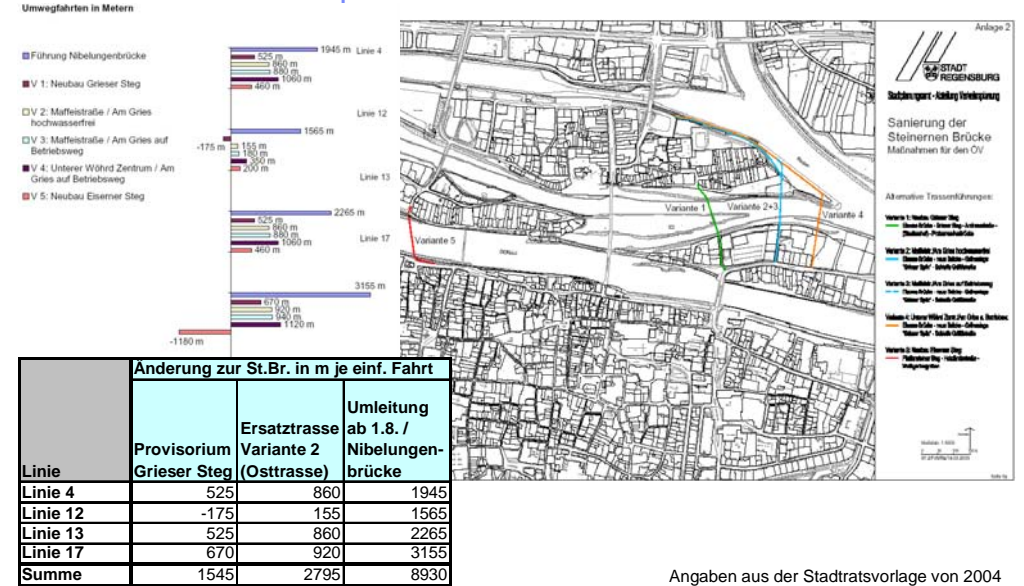 Umwegfahrten in Metern
Führung Nibelungenbrücke
V 1: Neubau Grieser Steg
V 2: Maffeistraße / Am Gries
hochwasserfrei
V 3: Maffeistraße / Am Gries auf
Betriebsweg
V 4: Unterer Wöhrd Zentrum / Am
Gries auf Betriebsweg
V 5: Neubau Eiserner Steg
1945 m Linie 4
525 m
860 m
880 m
1060 m
460 m
Linie 12
1565 m
-175 m
155 m
180 m
350 m
200 m
Linie 13
2265 m
525 m
860 m
880 m
1060 m
460 m
Linie 17
3155 m
670 m
920 m
940 m
1120 m
-1180 m
Variante 1
Variante 2+3
Variante 4
Variante 5
Anlage 2
STADT
REGENSBURG
Stadtplanungsamt - Abteilung Verkehrsplanung
Sanierung der
Steinernen Brücke
Maßnahmen für den ÖV
Alternative Trassenführungen:
Änderung zur St.Br. in m je einf. Fahrt
Linie
Provisorium
Grieser Steg
Ersatztrasse
Variante 2
(Osttrasse)
Umleitung
ab 1.8. /
Nibelungen-
brücke
Linie 4 525 860 1945
Linie 12 -175 155 1565
Linie 13 525 860 2265
Linie 17 670 920 3155
Summe 1545 2795 8930
Angaben aus der Stadtratsvorlage von 2004